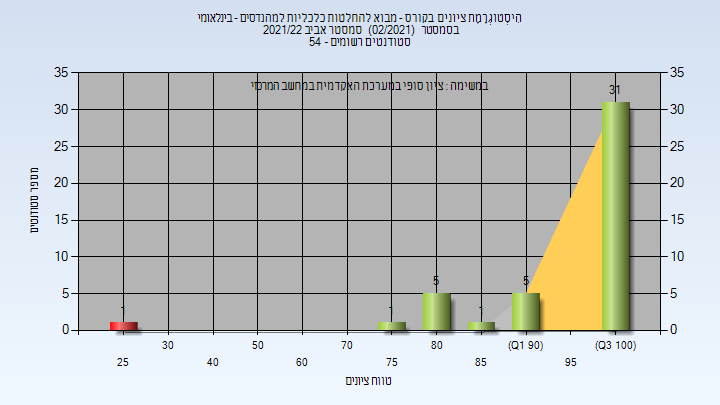 הִיסְטוֹגְרָמַת ציונים בקורס - מבוא להחלטות כלכליות למהנדסים - בינלאומי
בסמסטר (02/2021) סמסטר אביב 2021/22
סטודנטים רשומים - 54
במשימה : ציון סופי במערכת האקדמית במחשב המרכזי
מספר סטודנטים
35 35
30 30
25 25
20 20
15 15
10 10
5 5
0 0
1 1 5 1 5 31
30 50 60 70 80 (Q1 90) (Q3 100)
25 40 75 85 95
טווח ציונים